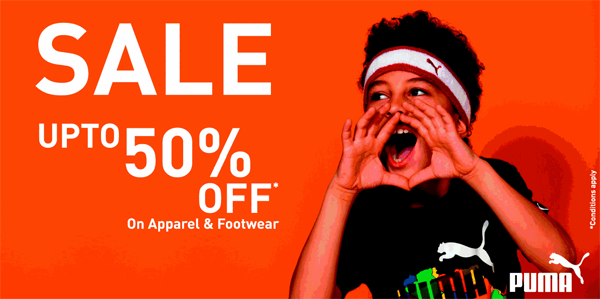 SALE
UPTO 50%
OFF*
On Apparel & Footwear
*Conditions apply
PUMA